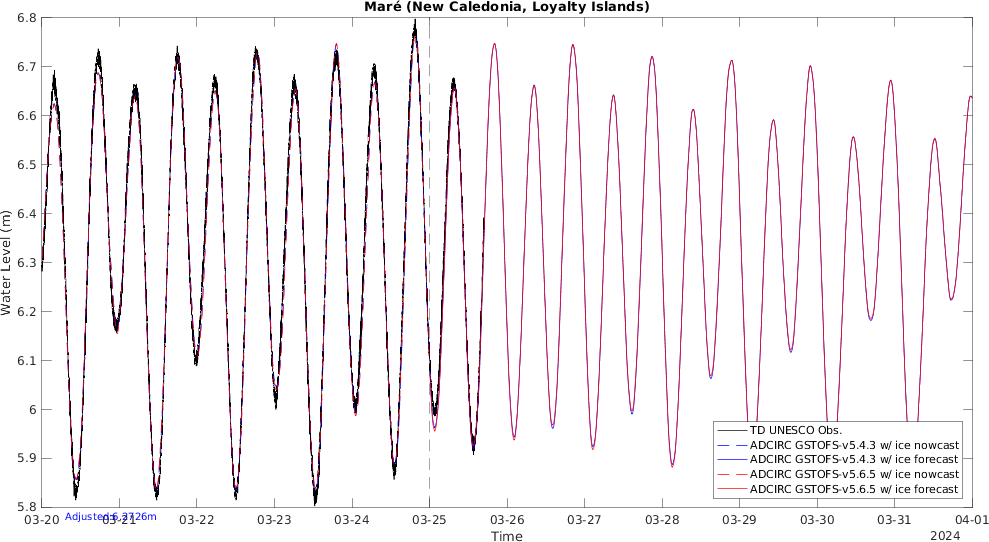 Maré (New Caledonia, Loyalty Islands)
6.8
6.7
6.6
6.5
6.4
6.3
6.2
6.1
6
5.9
5.8
Water Level (m)
TD UNESCO Obs.
ADCIRC GSTOFS-v5.4.3 w/ ice nowcast
ADCIRC GSTOFS-v5.4.3 w/ ice forecast
ADCIRC GSTOFS-v5.6.5 w/ ice nowcast
ADCIRC GSTOFS-v5.6.5 w/ ice forecast
03-20 03-21 03-22 03-23 03-24 03-25 03-26 03-27 03-28 03-29 03-30 03-31 04-01
Adjusted 6.2726m
Time
2024